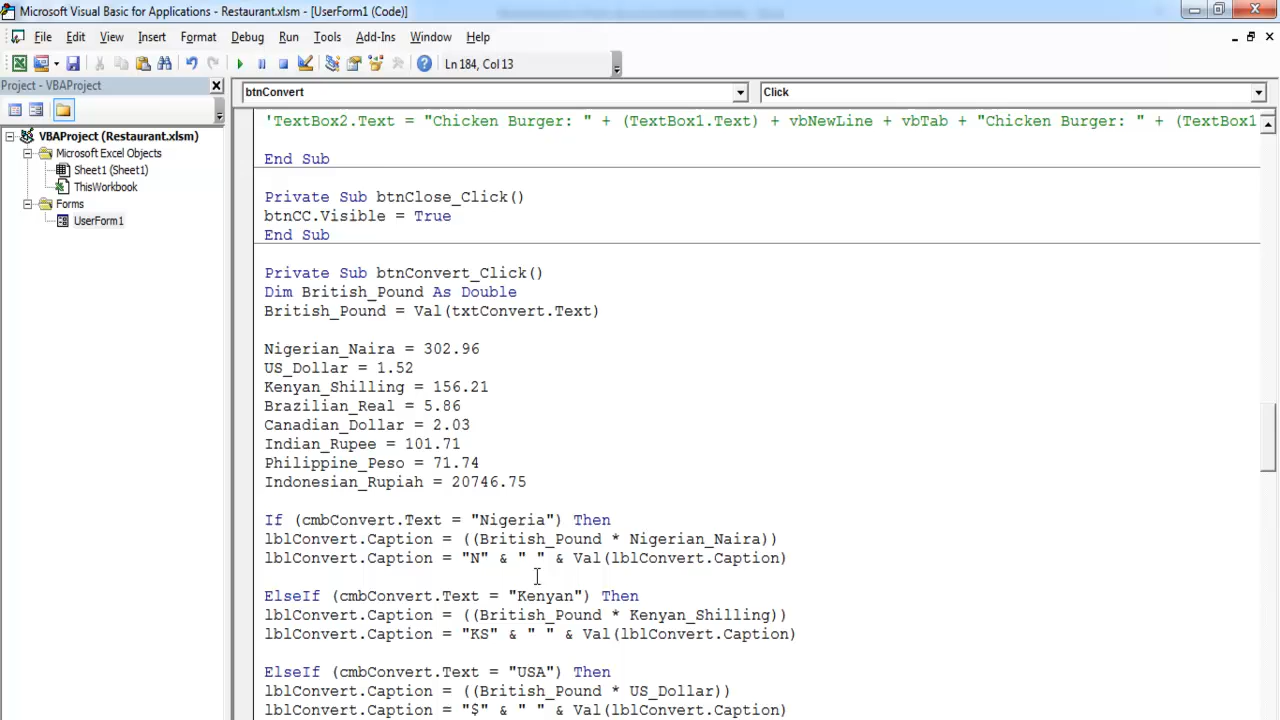 Microsoft Visual Basic for Applications - Restaurant.xlsm - [UserForm1 (Code)]
File Edit View Insert Format Debug Run Tools Add-Ins Window Help
Ln 184, Col 13
Project - VBAProject
btnConvert
Click
VBAProject (Restaurant.xlsm)
Microsoft Excel Objects
Sheet1 (Sheet1)
ThisWorkbook
Forms
UserForm1
'TextBox2.Text = "Chicken Burger: " + (TextBox1.Text) + vbNewLine + vbTab + "Chicken Burger: " + (TextBox1
End Sub
Private Sub btnClose_Click()
btnCC.Visible = True
End Sub
Private Sub btnConvert_Click()
Dim British_Pound As Double
British_Pound = Val(txtConvert.Text)
Nigerian_Naira = 302.96
US_Dollar = 1.52
Kenyan_Shilling = 156.21
Brazilian_Real = 5.86
Canadian_Dollar = 2.03
Indian_Rupee = 101.71
Philippine_Peso = 71.74
Indonesian_Rupiah = 20746.75
If (cmbConvert.Text = "Nigeria") Then
lblConvert.Caption = ((British_Pound * Nigerian_Naira))
lblConvert.Caption = "N" & " " & Val(lblConvert.Caption)
ElseIf (cmbConvert.Text = "Kenyan") Then
lblConvert.Caption = ((British_Pound * Kenyan_Shilling))
lblConvert.Caption = "KS" & " " & Val(lblConvert.Caption)
ElseIf (cmbConvert.Text = "USA") Then
lblConvert.Caption = ((British_Pound * US_Dollar))
lblConvert.Caption = "$" & " " & Val(lblConvert.Caption)